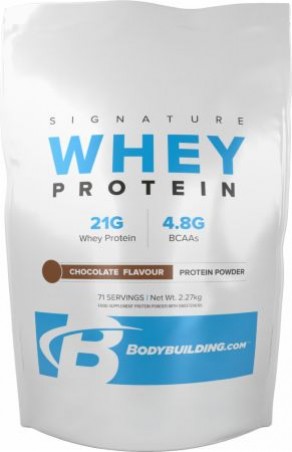 SIGNATURE
WHEY
PROTEIN
21G 4.8G
Whey Protein BCAAs
CHOCOLATE FLAVOUR PROTEIN POWDER
71 SERVINGS | Net Wt. 2.27kg
B BODYBUILDING.COM™